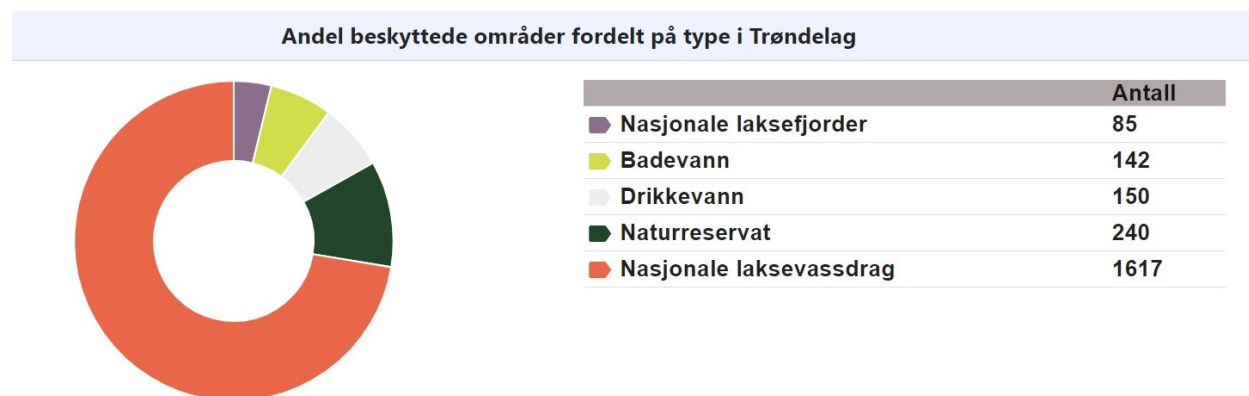 Andel beskyttede områder fordelt på type i Trøndelag
Antall
Nasjonale laksefjorder 85
Badevann 142
Drikkevann 150
Naturreservat 240
Nasjonale laksevassdrag 1617